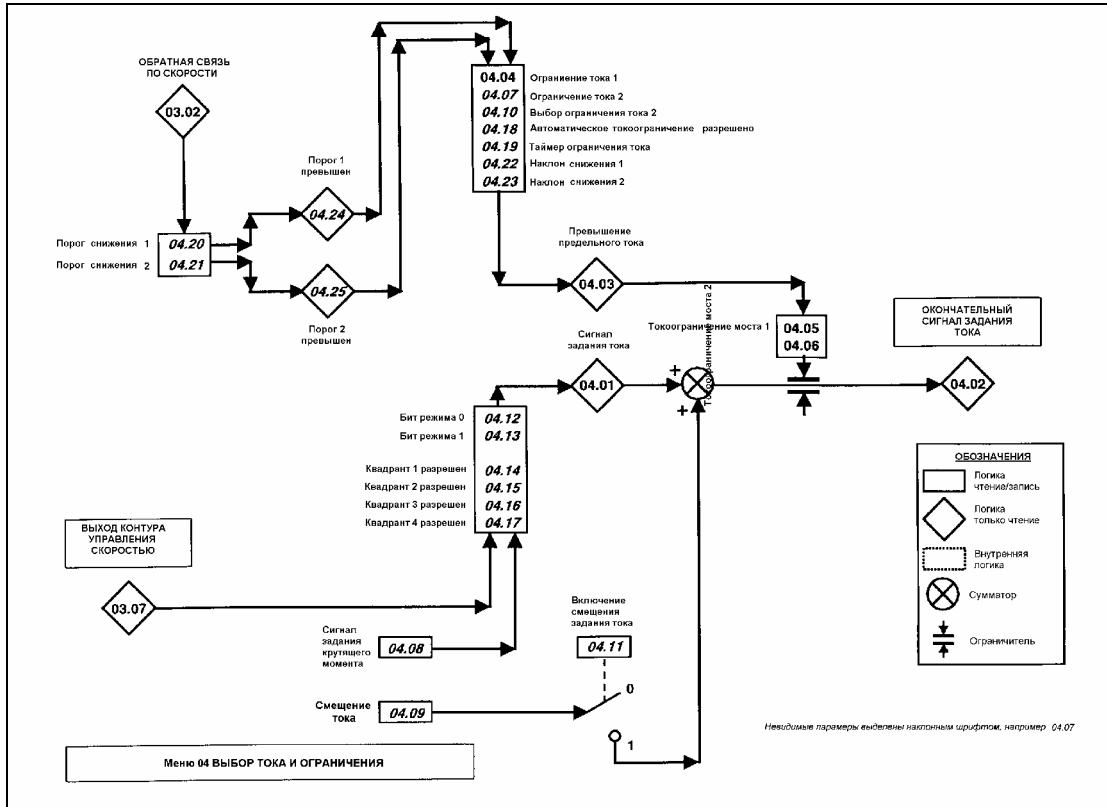 ОБРАТНАЯ СВЯЗЬ
ПО СКОРОСТИ
03.02
Порог снижения 1 04.20
Порог снижения 2 04.21
Порог 1
превышен
04.24
04.25
Порог 2
превышен
04.04 Ограниение тока 1
04.07 Ограничение тока 2
04.10 Выбор ограничения тока 2
04.18 Автоматическое токоограничение разрешено
04.19 Таймер ограничения тока
04.22 Наклон снижения 1
04.23 Наклон снижения 2
Превышение
предельного тока
04.03
Токоограничение моста 1
Токоограничение моста 2
04.05
04.06
ОКОНЧАТЕЛЬНЫЙ
СИГНАЛ ЗАДАНИЯ
ТОКА
04.02
Сигнал
задания тока
04.01
+
+
Бит режима 0 04.12
Бит режима 1 04.13
Квадрант 1 разрешен 04.14
Квадрант 2 разрешен 04.15
Квадрант 3 разрешен 04.16
Квадрант 4 разрешен 04.17
ВЫХОД КОНТУРА
УПРАВЛЕНИЯ
СКОРОСТЬЮ
03.07
Сигнал
задания
крутящего
момента
04.08
Смещение
тока
04.09
Включение
смещения
задания тока
04.11
0
1
ОБОЗНАЧЕНИЯ
Логика
чтение/запись
Логика
только чтение
Внутренняя
логика
Сумматор
Ограничитель
Невидимые парамеры выделены наклонным шрифтом, например 04.07
Меню 04 ВЫБОР ТОКА И ОГРАНИЧЕНИЯ